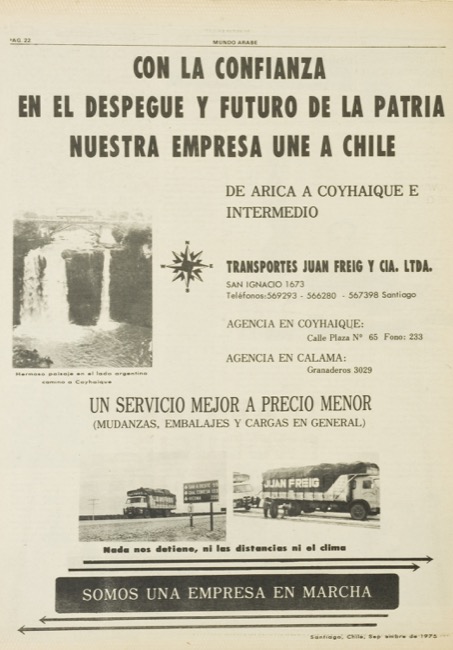 PAG. 22
MUNDO ARABE
CON LA CONFIANZA
EN EL DESPEGUE Y FUTURO DE LA PATRIA
NUESTRA EMPRESA UNE A CHILE
DE ARICA A COYHAIQUE E
INTERMEDIO
TRANSPORTES JUAN FREIG Y CIA. LTDA.
SAN IGNACIO 1673
Teléfonos:569293 - 566280 - 567398 Santiago
AGENCIA EN COYHAIQUE:
Calle Plaza Nº 65 Fono: 233
AGENCIA EN CALAMA:
Granaderos 3029
Hermoso paisaje en el lado argentino
camino a Coyhaique
UN SERVICIO MEJOR A PRECIO MENOR
(MUDANZAS, EMBALAJES Y CARGAS EN GENERAL)
JUAN FREIG
Nada nos detiene, ni las distancias ni el clima
SOMOS UNA EMPRESA EN MARCHA
Santiago, Chile, Sep embre de 1975